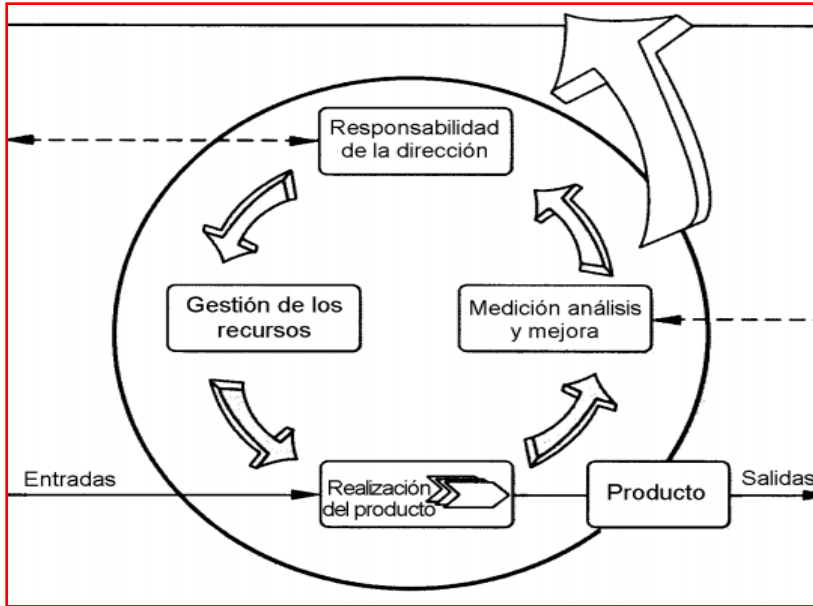 Responsabilidad
de la dirección
Gestión de los
recursos
Medición análisis
y mejora
Entradas
Realización
del producto
Producto
Salidas